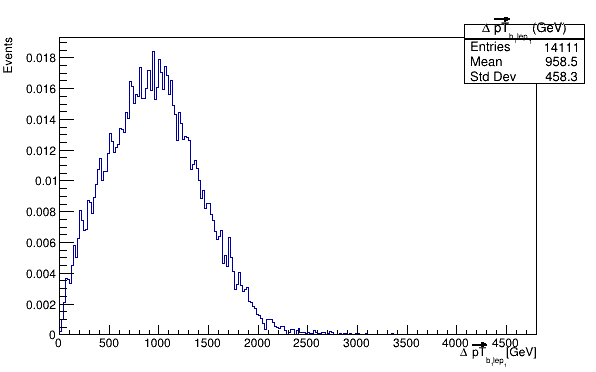 Δ pT b₁lep₁ (GeV)
Entries 14111
Mean 958.5
Std Dev 458.3
Events
0.018
0.016
0.014
0.012
0.01
0.008
0.006
0.004
0.002
0
0 500 1000 1500 2000 2500 3000 3500 4000 4500
Δ pT b₁lep₁ [GeV]